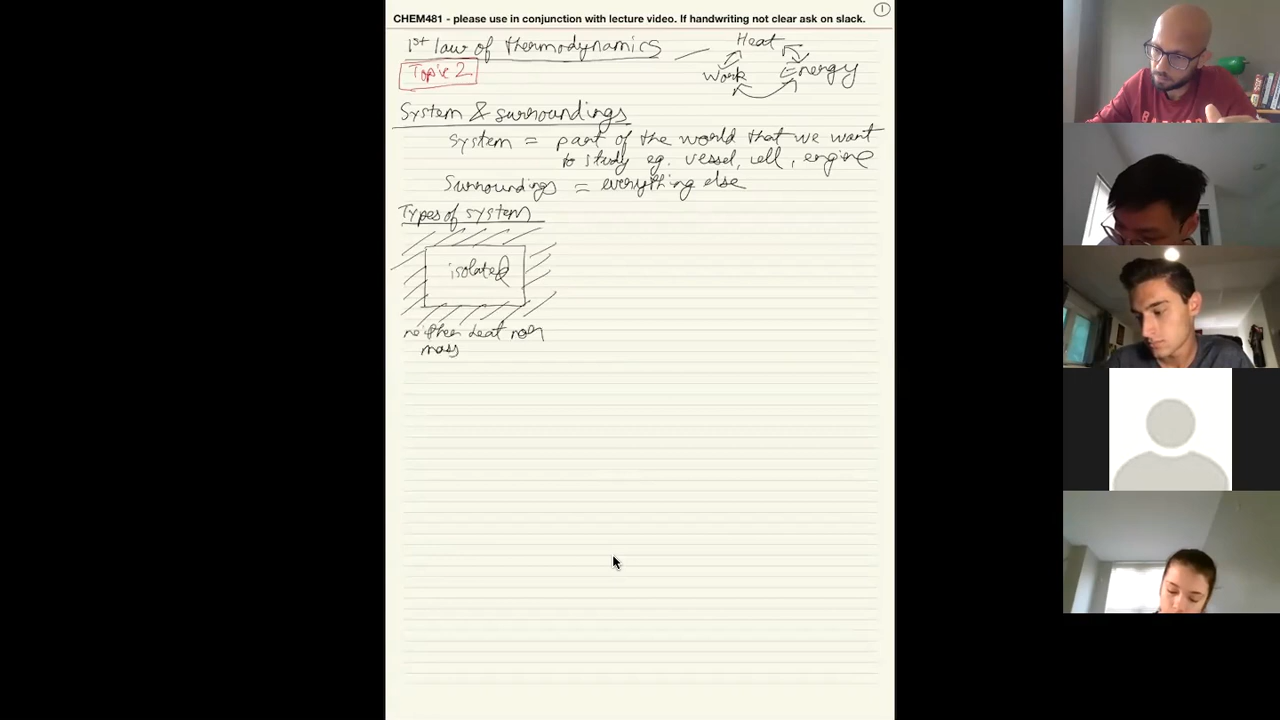 1
CHEM481 - please use in conjunction with lecture video. If handwriting not clear ask on slack.
1st law of thermodynamics
Heat
Work
Energy
Topic 2
System & surroundings
System = part of the world that we want
to study eg. vessel, cell, engine
Surroundings = everything else
Types of system
isolated
neither heat nor
mass